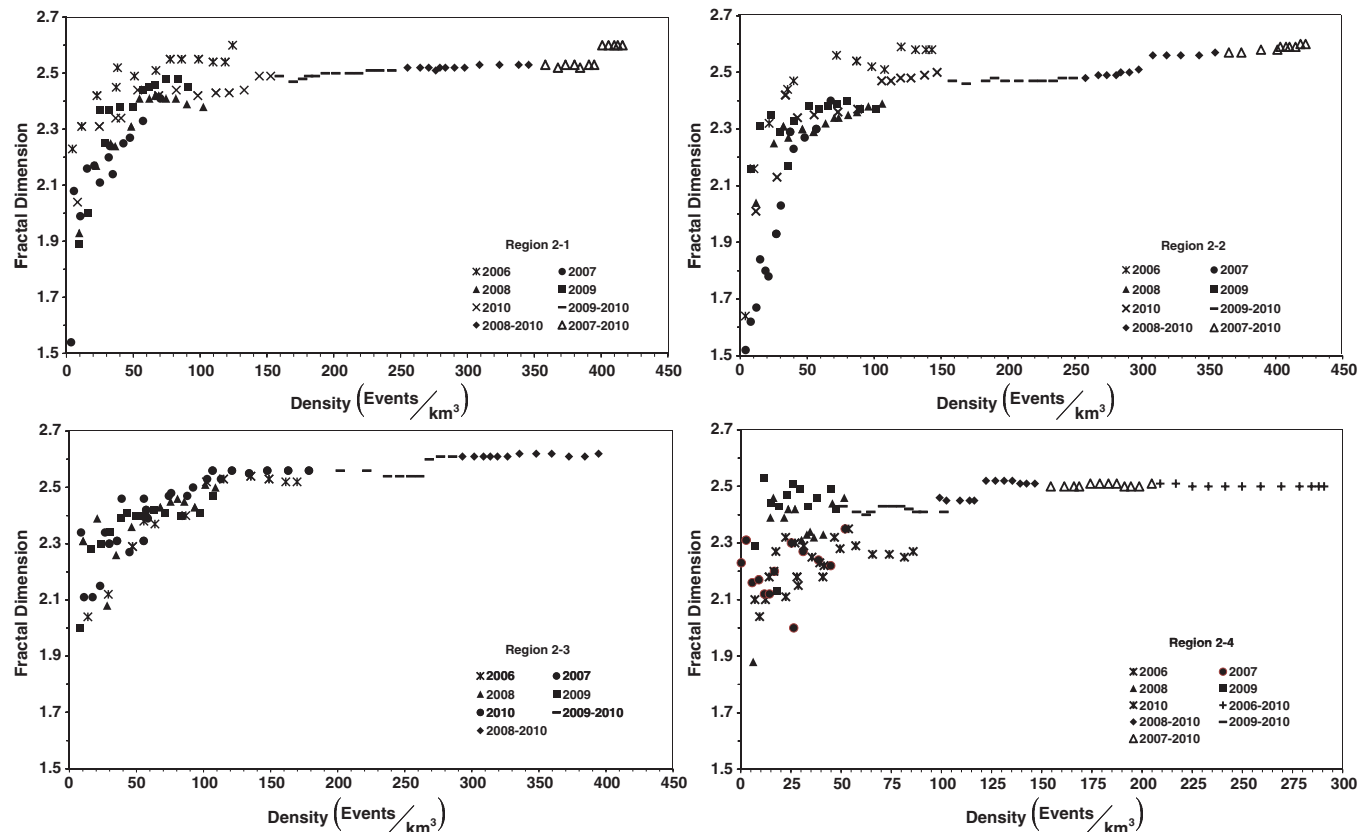 2.7
2.5
2.3
2.1
1.9
1.7
1.5
Fractal Dimension
Region 2-1
2006 2007
2008 2009
2010 2009-2010
2008-2010 2007-2010
0 50 100 150 200 250 300 350 400 450
Density (Events/km³)
2.7
2.5
2.3
2.1
1.9
1.7
1.5
Fractal Dimension
Region 2-2
2006 2007
2008 2009
2010 2009-2010
2008-2010 2007-2010
0 50 100 150 200 250 300 350 400 450
Density (Events/km³)
2.7
2.5
2.3
2.1
1.9
1.7
1.5
Fractal Dimension
Region 2-3
2006 2007
2008 2009
2010 2009-2010
2008-2010
0 50 100 150 200 250 300 350 400 450
Density (Events/km³)
2.7
2.5
2.3
2.1
1.9
1.7
1.5
Fractal Dimension
Region 2-4
2006 2007
2008 2009
2010 2006-2010
2008-2010 2009-2010
2007-2010
0 25 50 75 100 125 150 175 200 225 250 275 300
Density (Events/km³)